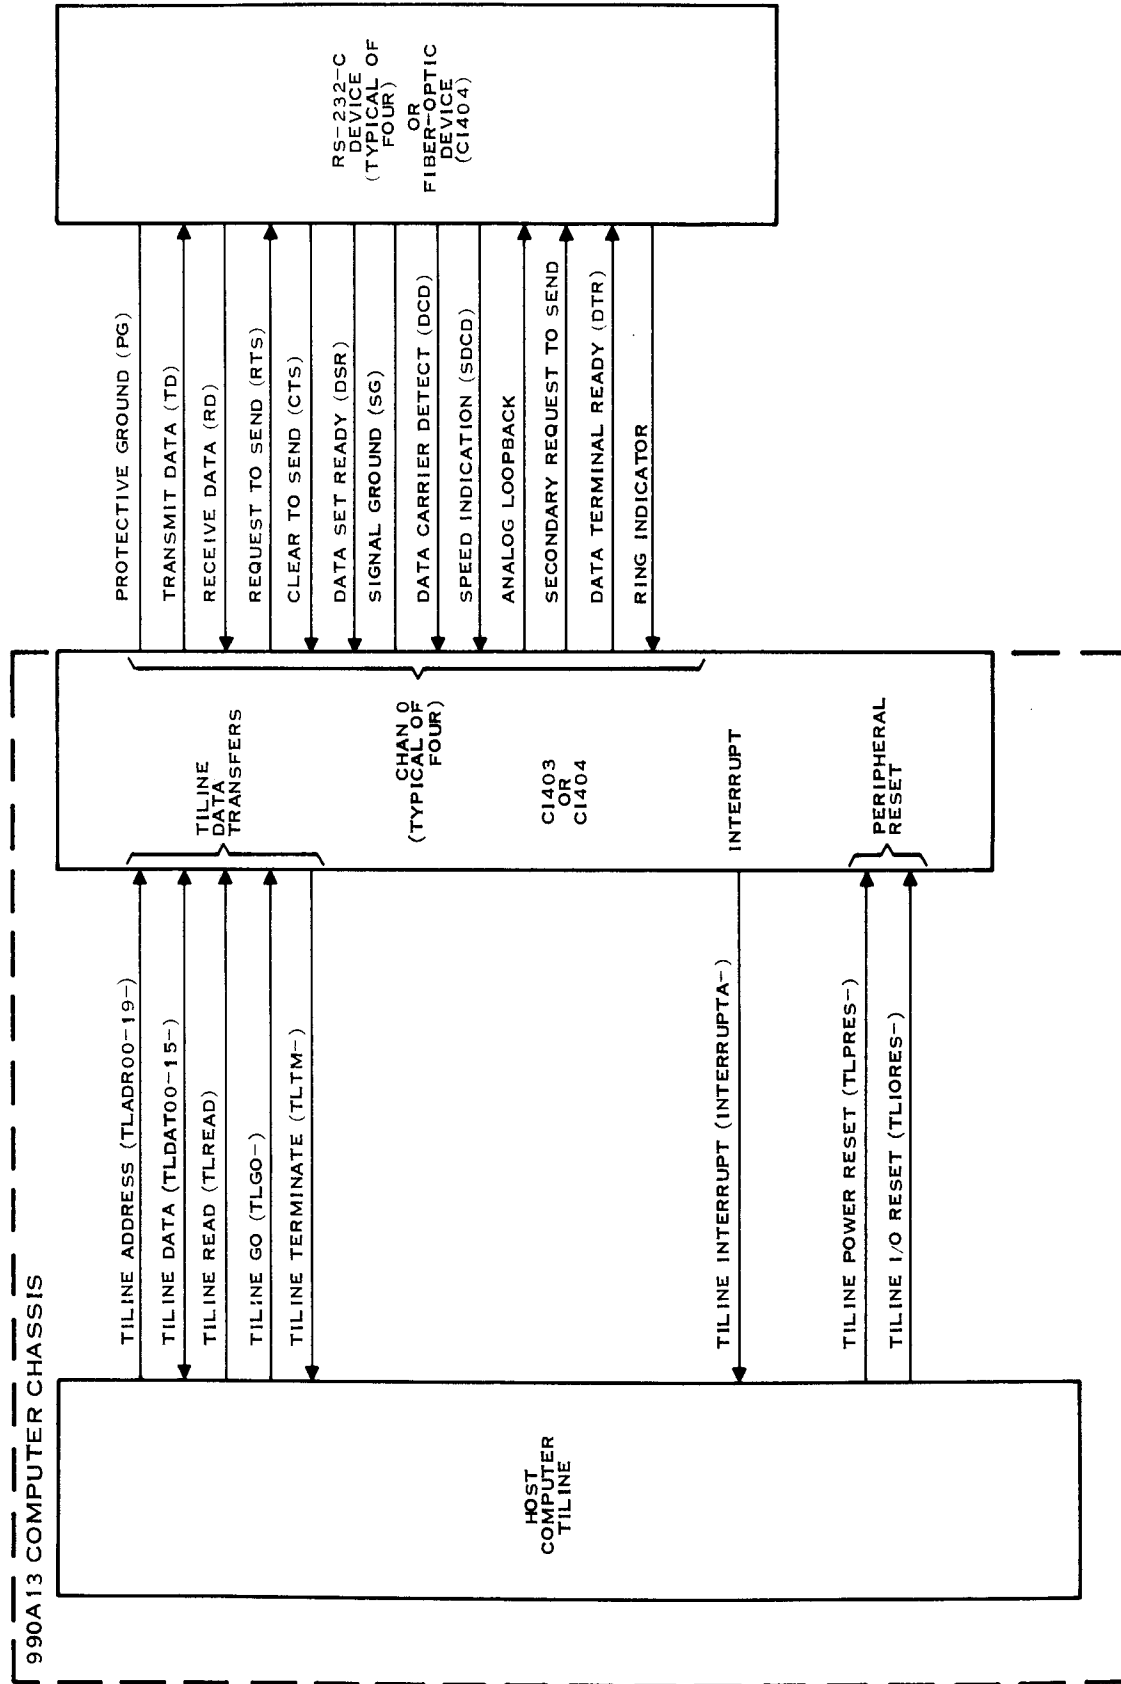 990A13 COMPUTER CHASSIS
HOST
COMPUTER
TILINE
TILINE ADDRESS (TLADR00-19-)
TILINE DATA (TLDAT00-15-)
TILINE READ (TLREAD)
TILINE GO (TLGO-)
TILINE TERMINATE (TLTM-)
TILINE INTERRUPT (INTERRUPTA-)
TILINE POWER RESET (TLPRES-)
TILINE I/O RESET (TLIORES-)
TILINE
DATA
TRANSFERS
CHAN 0
(TYPICAL OF
FOUR)
CI403
OR
CI404
INTERRUPT
PERIPHERAL
RESET
PROTECTIVE GROUND (PG)
TRANSMIT DATA (TD)
RECEIVE DATA (RD)
REQUEST TO SEND (RTS)
CLEAR TO SEND (CTS)
DATA SET READY (DSR)
SIGNAL GROUND (SG)
DATA CARRIER DETECT (DCD)
SPEED INDICATION (SDCD)
ANALOG LOOPBACK
SECONDARY REQUEST TO SEND
DATA TERMINAL READY (DTR)
RING INDICATOR
RS-232-C
DEVICE
(TYPICAL OF
FOUR)
OR
FIBER-OPTIC
DEVICE
(CI404)